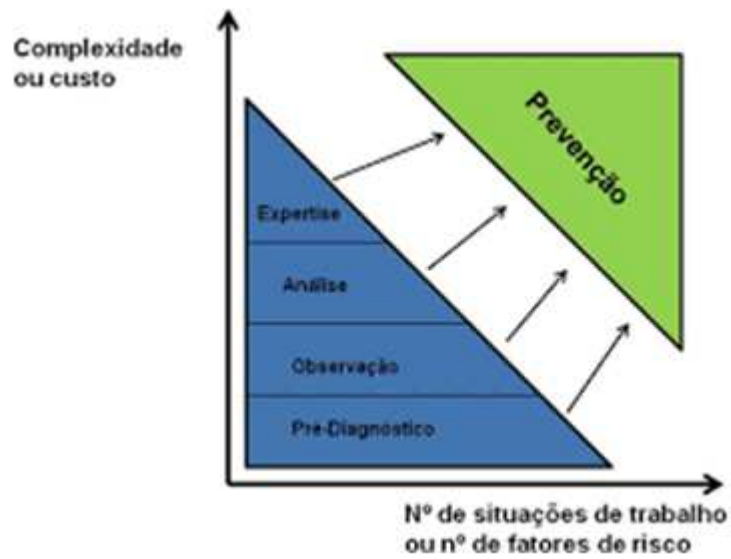 Complexidade
ou custo
Prevenção
Expertise
Análise
Observação
Pré-Diagnóstico
Nº de situações de trabalho
ou nº de fatores de risco